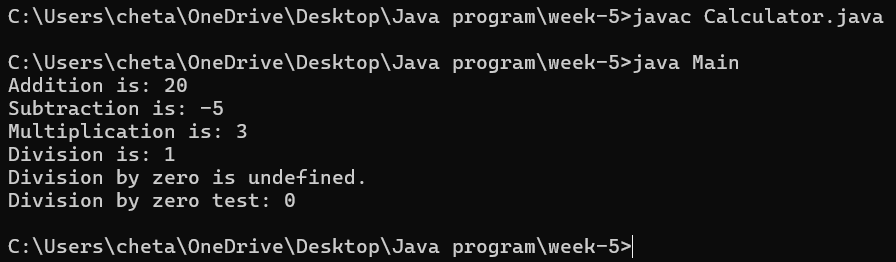 C:\Users\cheta\OneDrive\Desktop\Java program\week-5>javac Calculator.java
C:\Users\cheta\OneDrive\Desktop\Java program\week-5>java Main
Addition is: 20
Subtraction is: -5
Multiplication is: 3
Division is: 1
Division by zero is undefined.
Division by zero test: 0
C:\Users\cheta\OneDrive\Desktop\Java program\week-5>